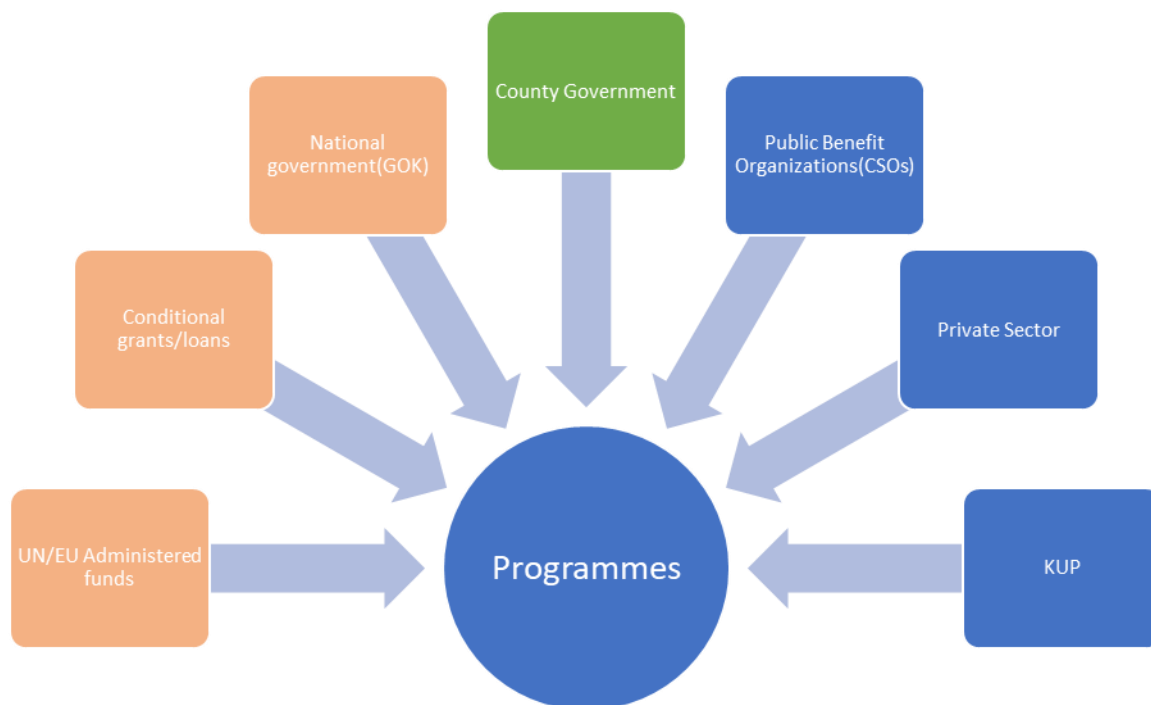 County Government
National
government(GOK)
Public Benefit
Organizations(CSOs)
Conditional
grants/loans
Private Sector
UN/EU Administered
funds
Programmes
KUP